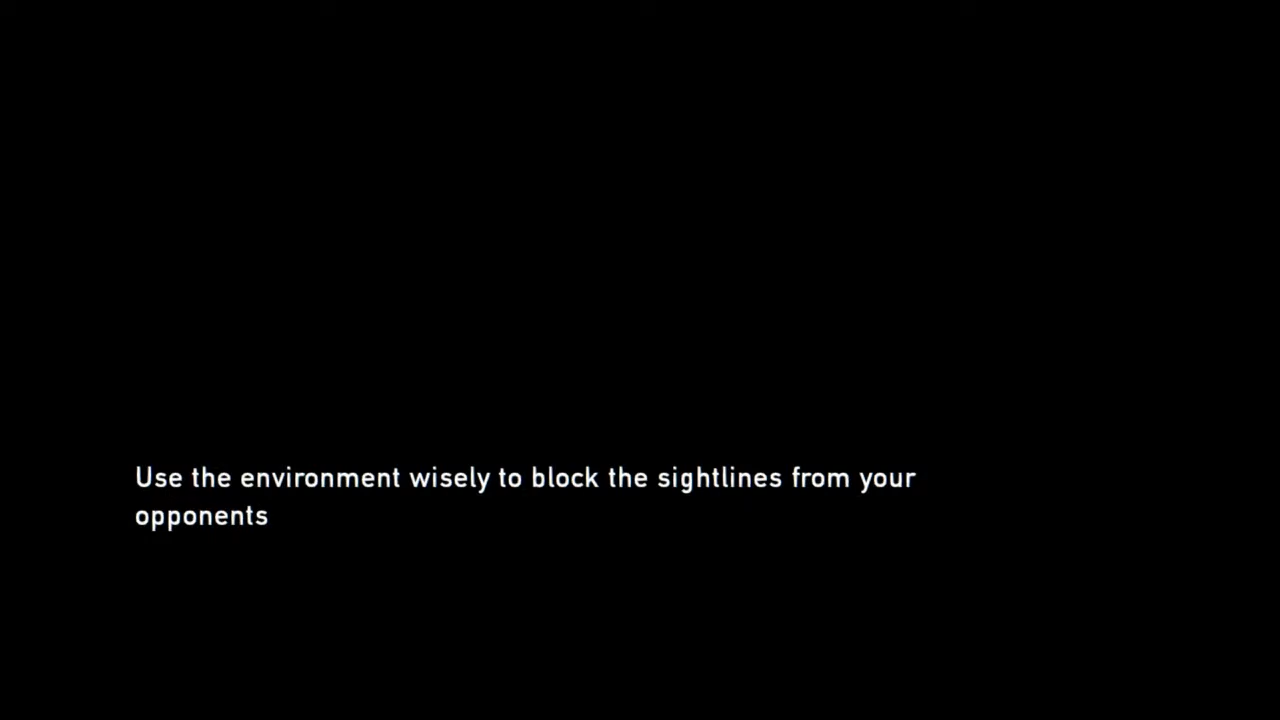 Use the environment wisely to block the sightlines from your
opponents